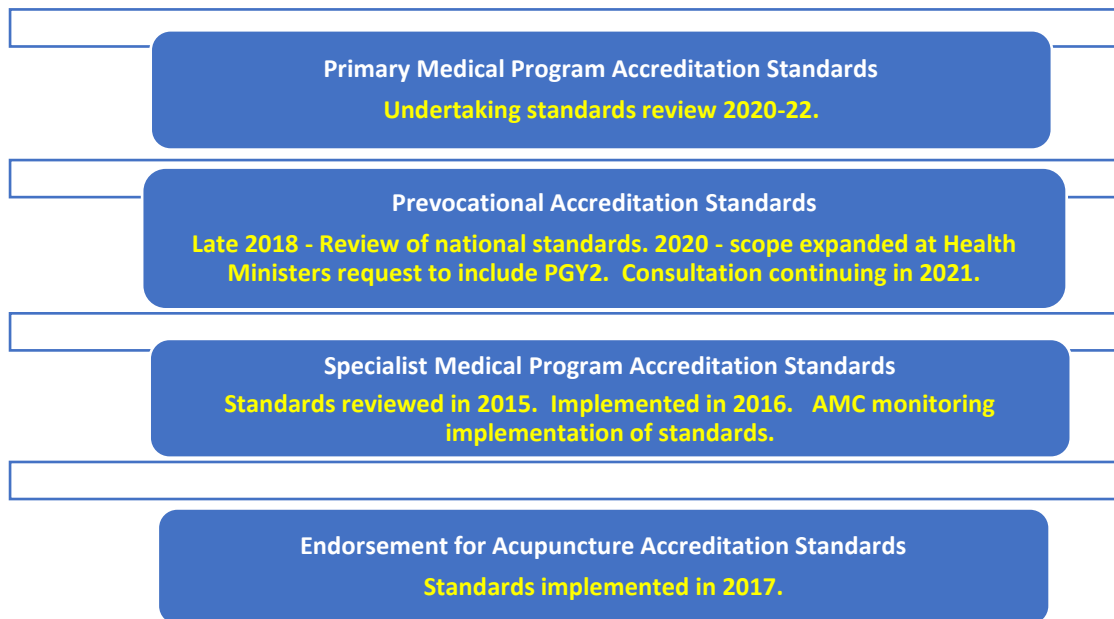 Primary Medical Program Accreditation Standards
Undertaking standards review 2020-22.
Prevocational Accreditation Standards
Late 2018 - Review of national standards. 2020 - scope expanded at Health
Ministers request to include PGY2.  Consultation continuing in 2021.
Specialist Medical Program Accreditation Standards
Standards reviewed in 2015.  Implemented in 2016.   AMC monitoring
implementation of standards.
Endorsement for Acupuncture Accreditation Standards
Standards implemented in 2017.